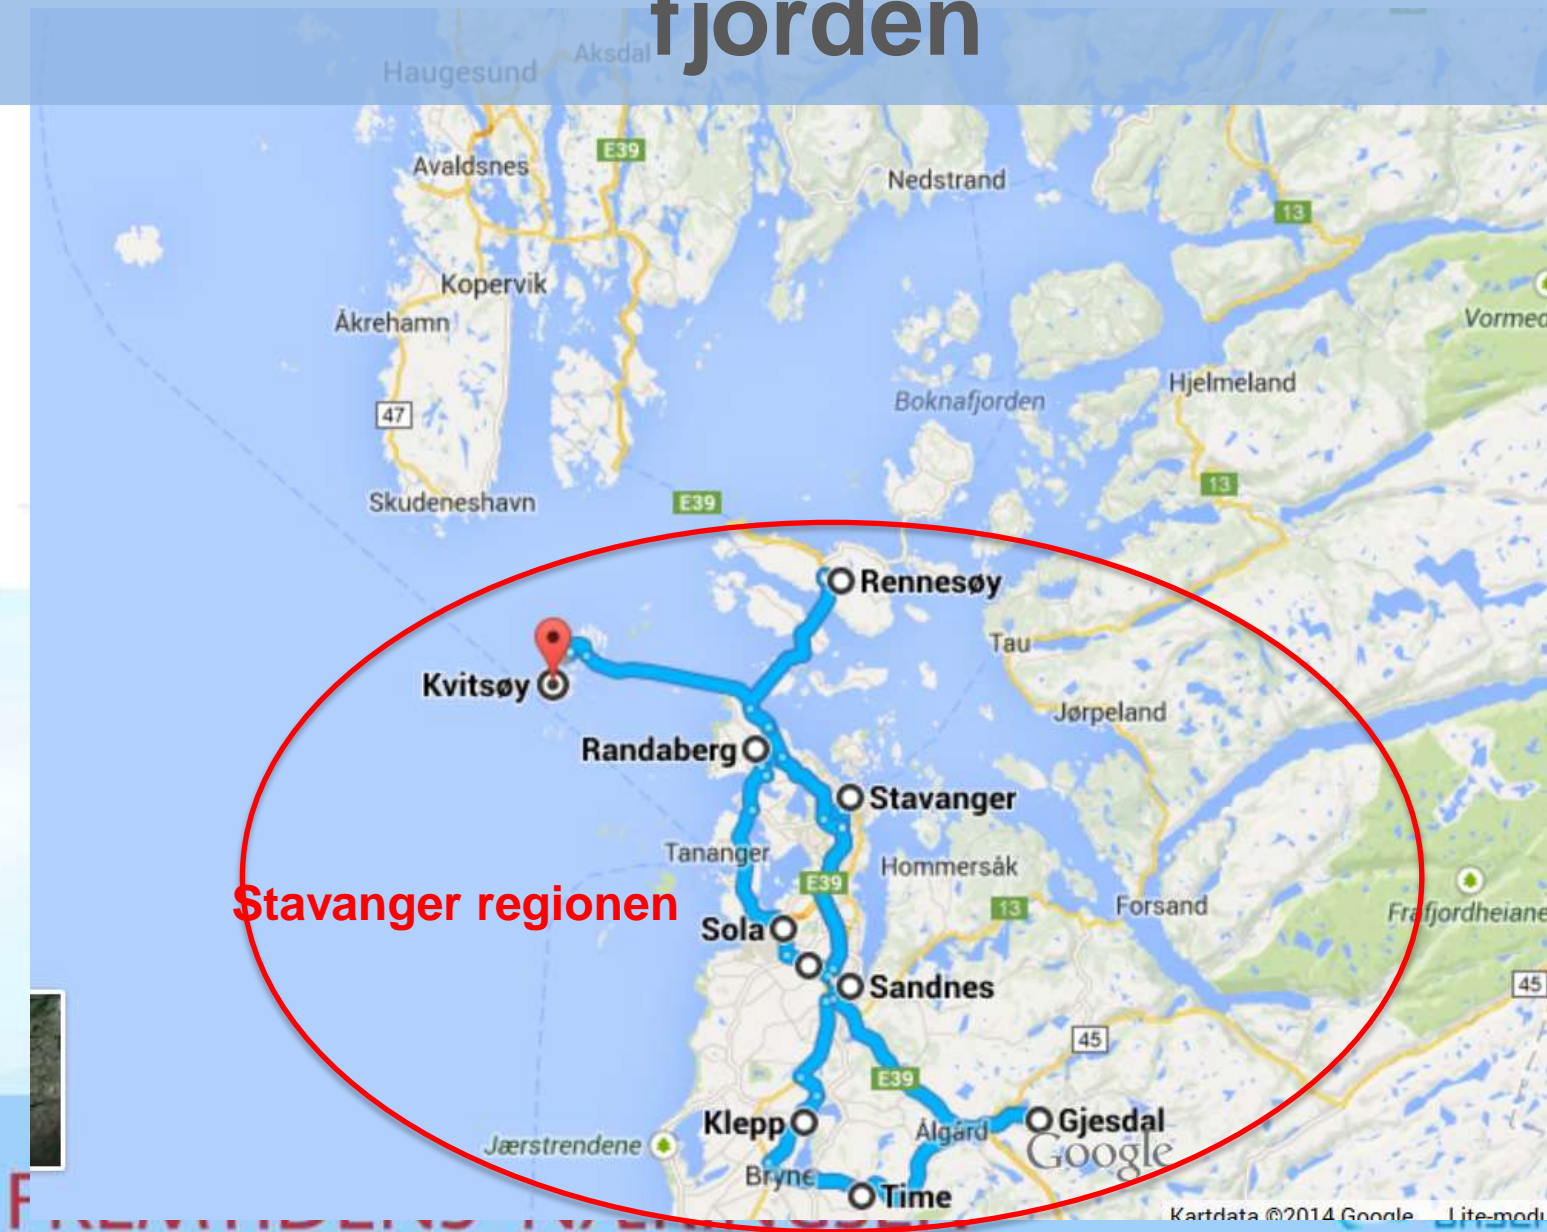 fjorden
Haugesund
Aksdal
E39
Avaldsnes
Nedstrand
13
Kopervik
Åkrehamn
Hjelmeland
Boknafjorden
47
13
Skudeneshavn
E39
Rennesøy
Tau
Kvitsøy
Jørpeland
Randaberg
Stavanger
Tananger
Hommersåk
E39
Stavanger regionen
13
Forsand
Frafjordheiane
Sola
Sandnes
45
45
E39
Klepp
Gjesdal
Ålgård
Google
Jærstrendene
Bryne
Time
Kartdata ©2014 Google